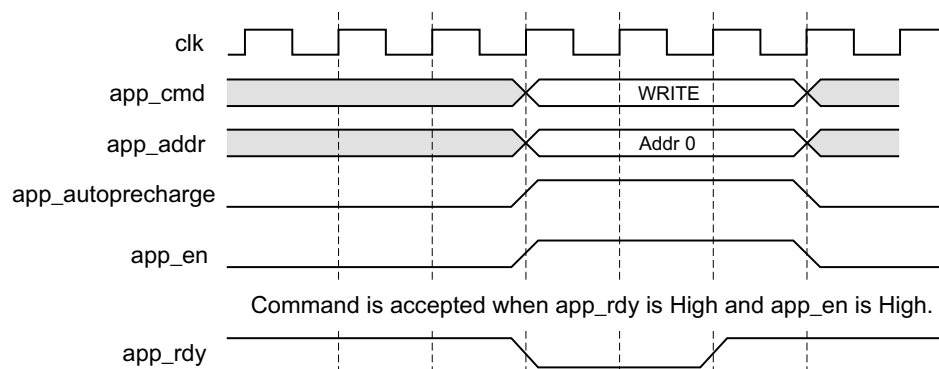 clk
app_cmd
WRITE
app_addr
Addr 0
app_autoprecharge
app_en
Command is accepted when app_rdy is High and app_en is High.
app_rdy